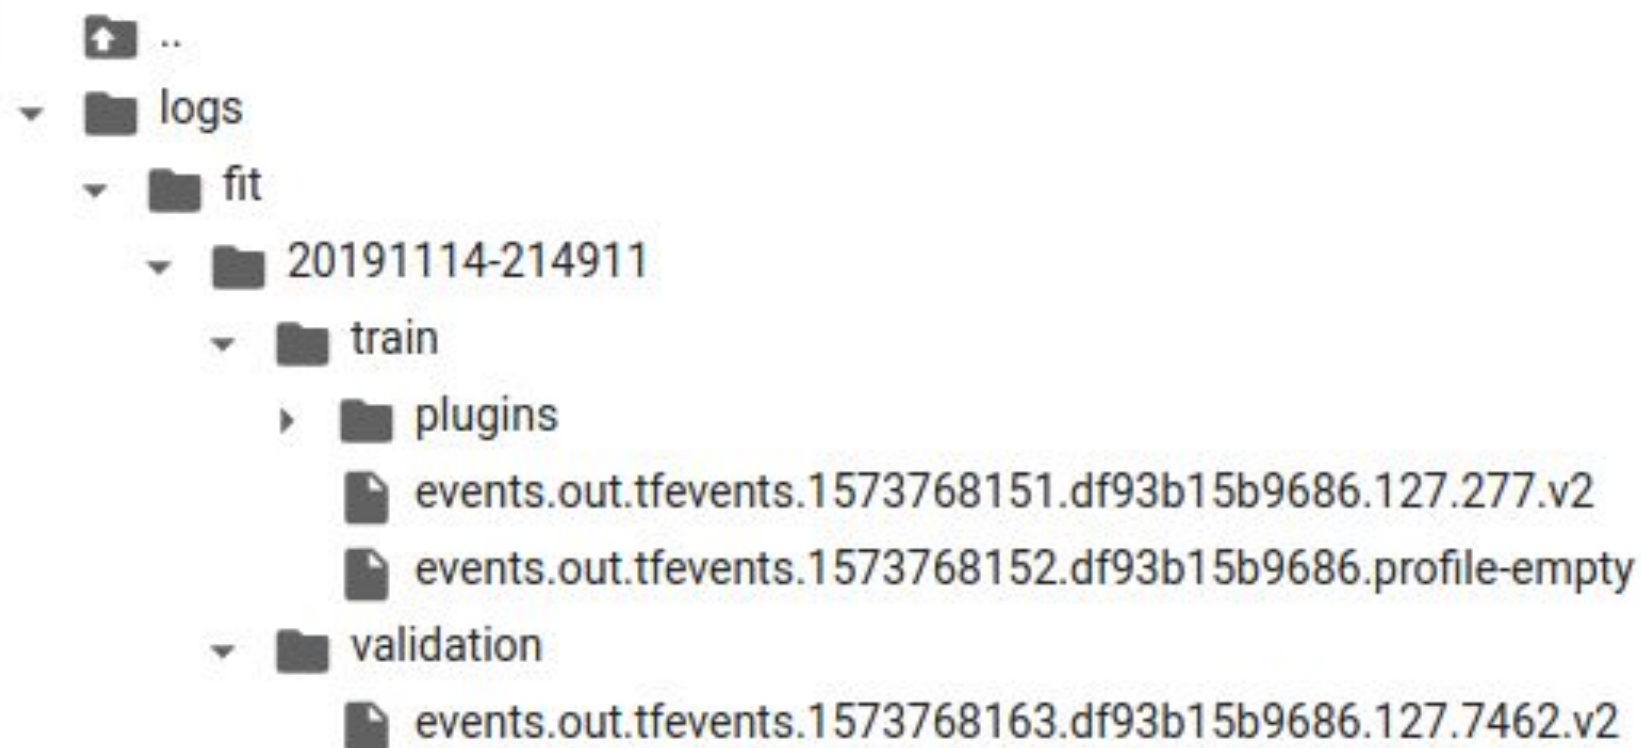 ..
logs
fit
20191114-214911
train
plugins
events.out.tfevents.1573768151.df93b15b9686.127.277.v2
events.out.tfevents.1573768152.df93b15b9686.profile-empty
validation
events.out.tfevents.1573768163.df93b15b9686.127.7462.v2